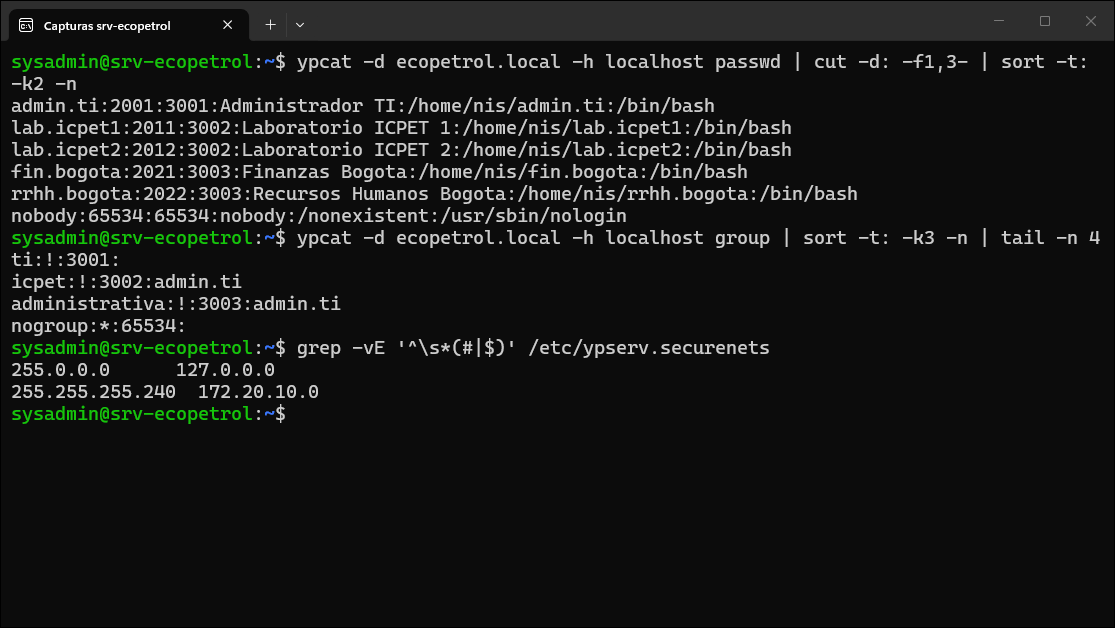 Capturas srv-ecopetrol
sysadmin@srv-ecopetrol:~$ ypcat -d ecopetrol.local -h localhost passwd | cut -d: -f1,3- | sort -t:
-k2 -n
admin.ti:2001:3001:Administrador TI:/home/nis/admin.ti:/bin/bash
lab.icpet1:2011:3002:Laboratorio ICPET 1:/home/nis/lab.icpet1:/bin/bash
lab.icpet2:2012:3002:Laboratorio ICPET 2:/home/nis/lab.icpet2:/bin/bash
fin.bogota:2021:3003:Finanzas Bogota:/home/nis/fin.bogota:/bin/bash
rrhh.bogota:2022:3003:Recursos Humanos Bogota:/home/nis/rrhh.bogota:/bin/bash
nobody:65534:65534:nobody:/nonexistent:/usr/sbin/nologin
sysadmin@srv-ecopetrol:~$ ypcat -d ecopetrol.local -h localhost group | sort -t: -k3 -n | tail -n 4
ti:!:3001:
icpet:!:3002:admin.ti
administrativa:!:3003:admin.ti
nogroup:*:65534:
sysadmin@srv-ecopetrol:~$ grep -vE '^\s*(#|$)' /etc/ypserv.securenets
255.0.0.0      127.0.0.0
255.255.255.240  172.20.10.0
sysadmin@srv-ecopetrol:~$